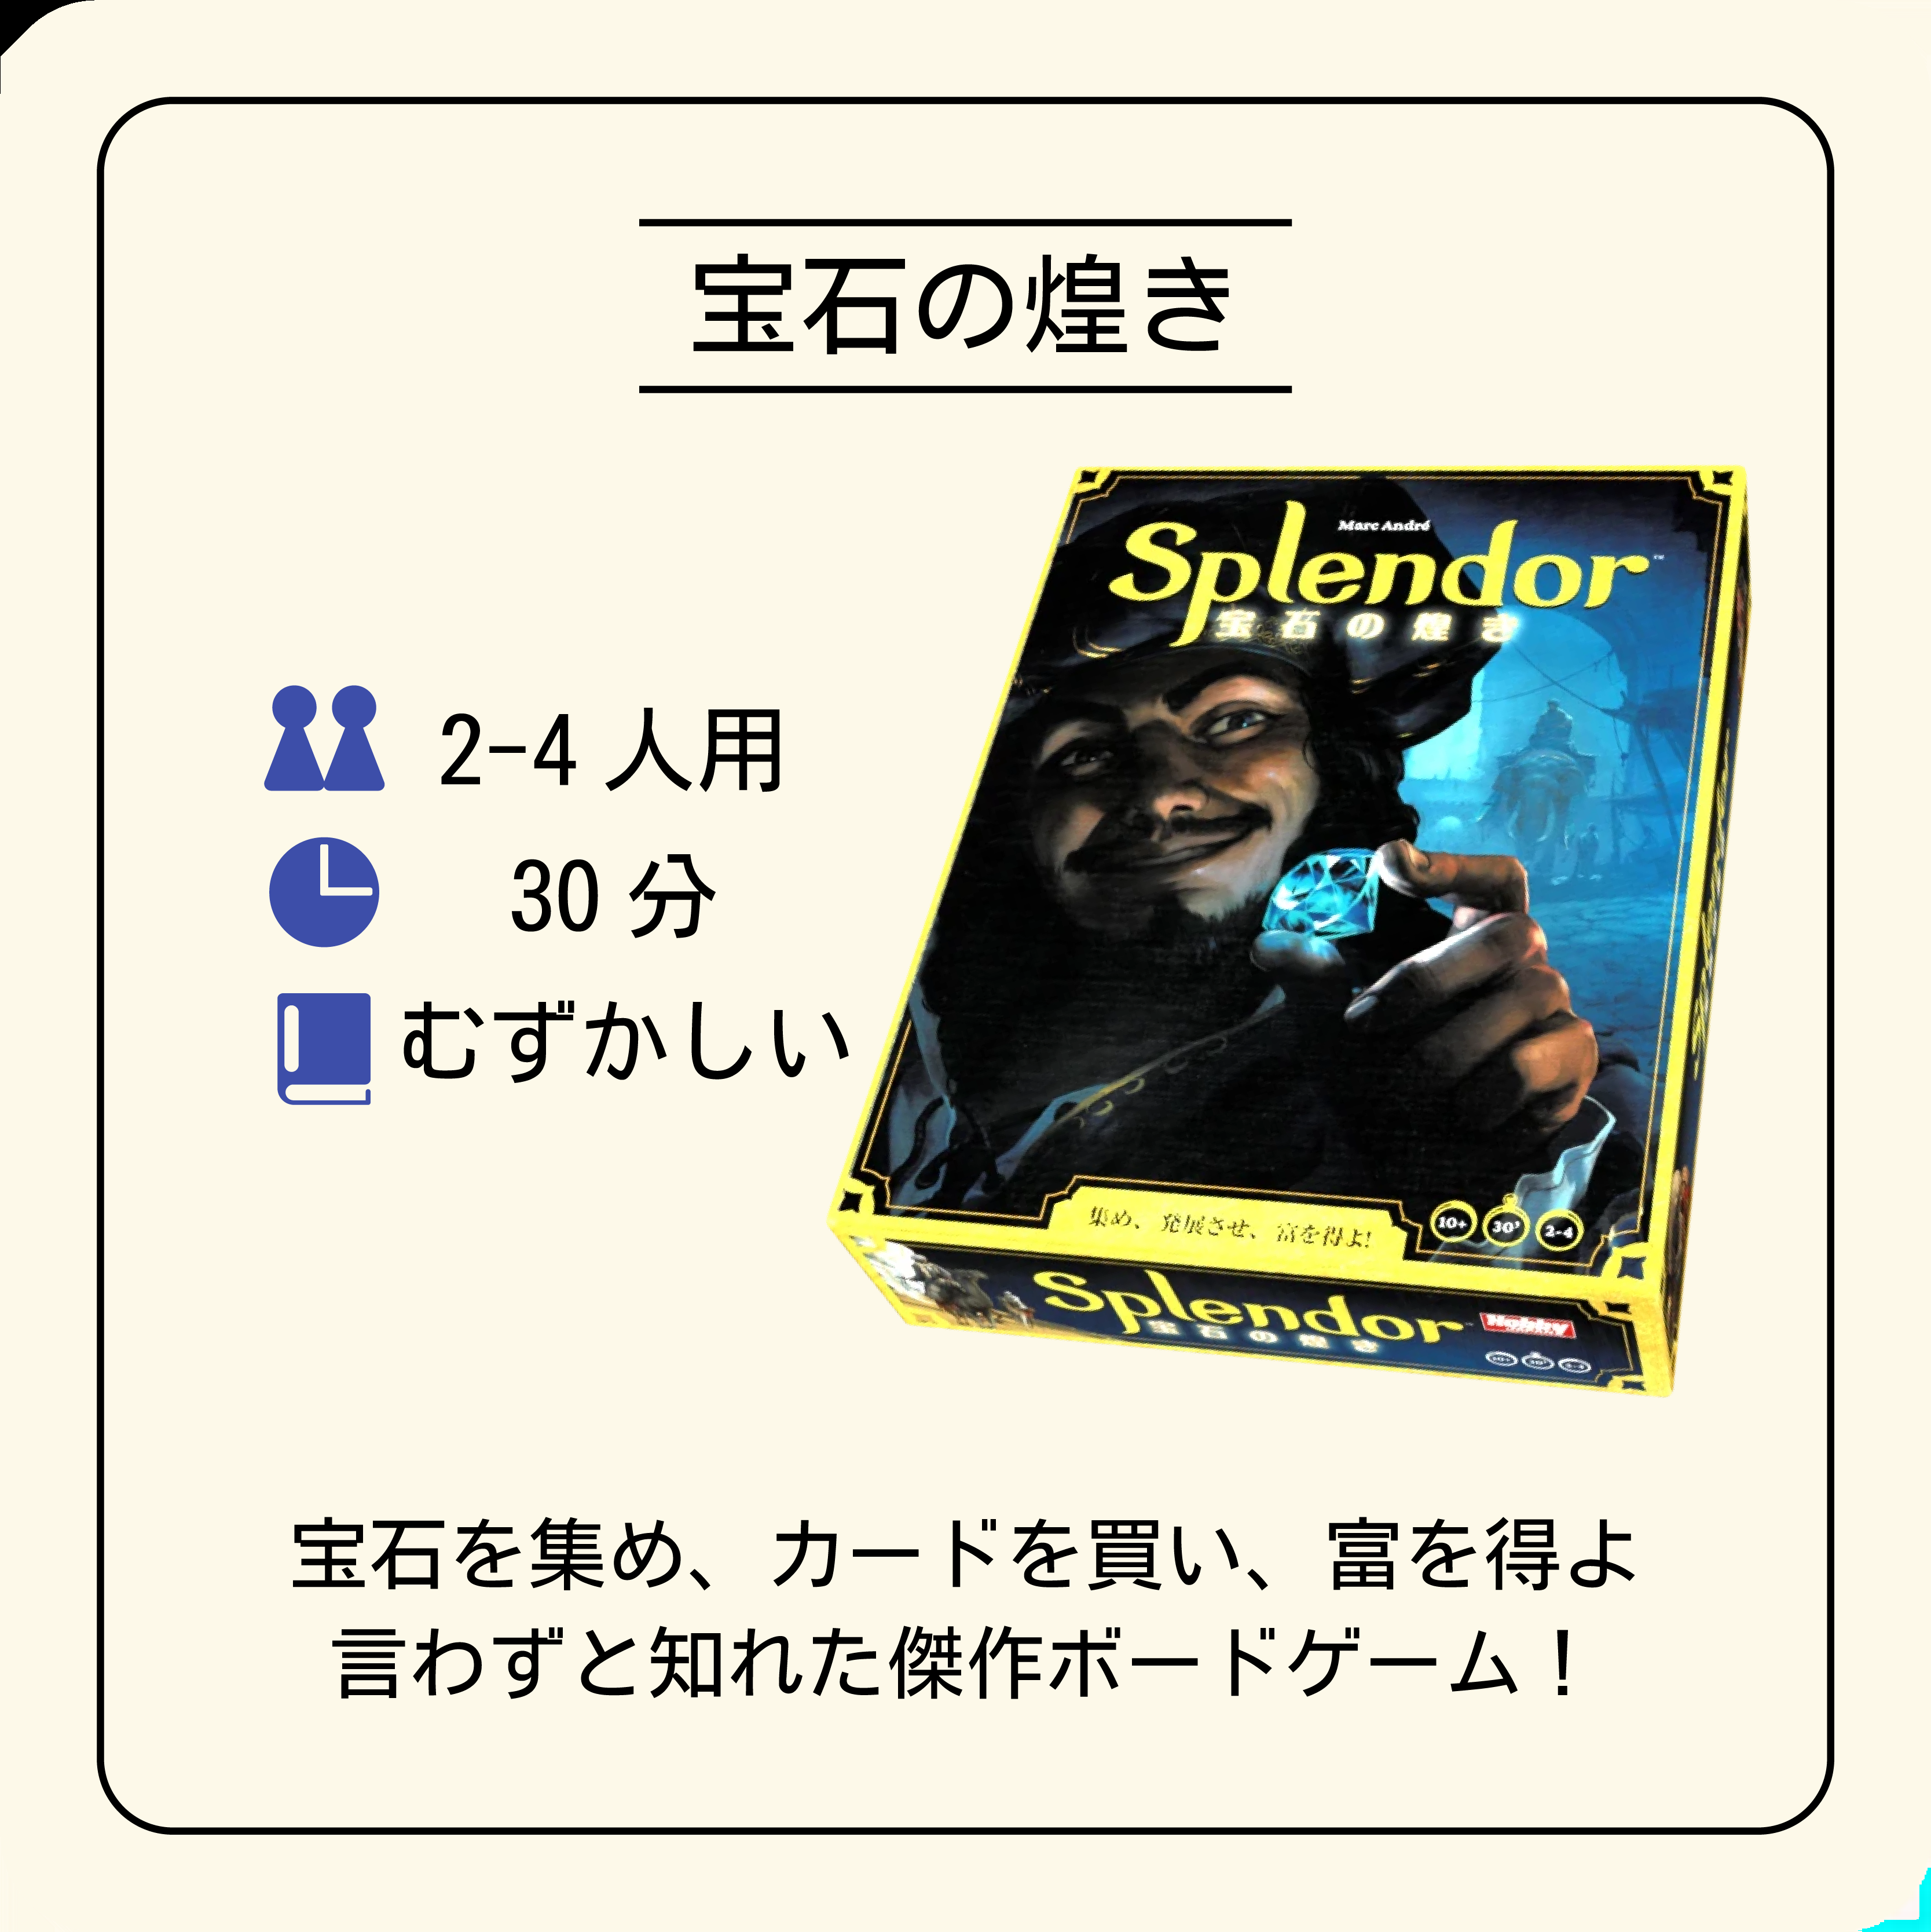 宝石の煌き
Marc André
Splendor™
宝石の煌き
2-4 人用
30 分
むずかしい
集め、発展させ、富を得よ!
10+ 30' 2-4
Splendor
宝石の煌き
Hobby
宝石を集め、カードを買い、富を得よ
言わずと知れた傑作ボードゲーム！